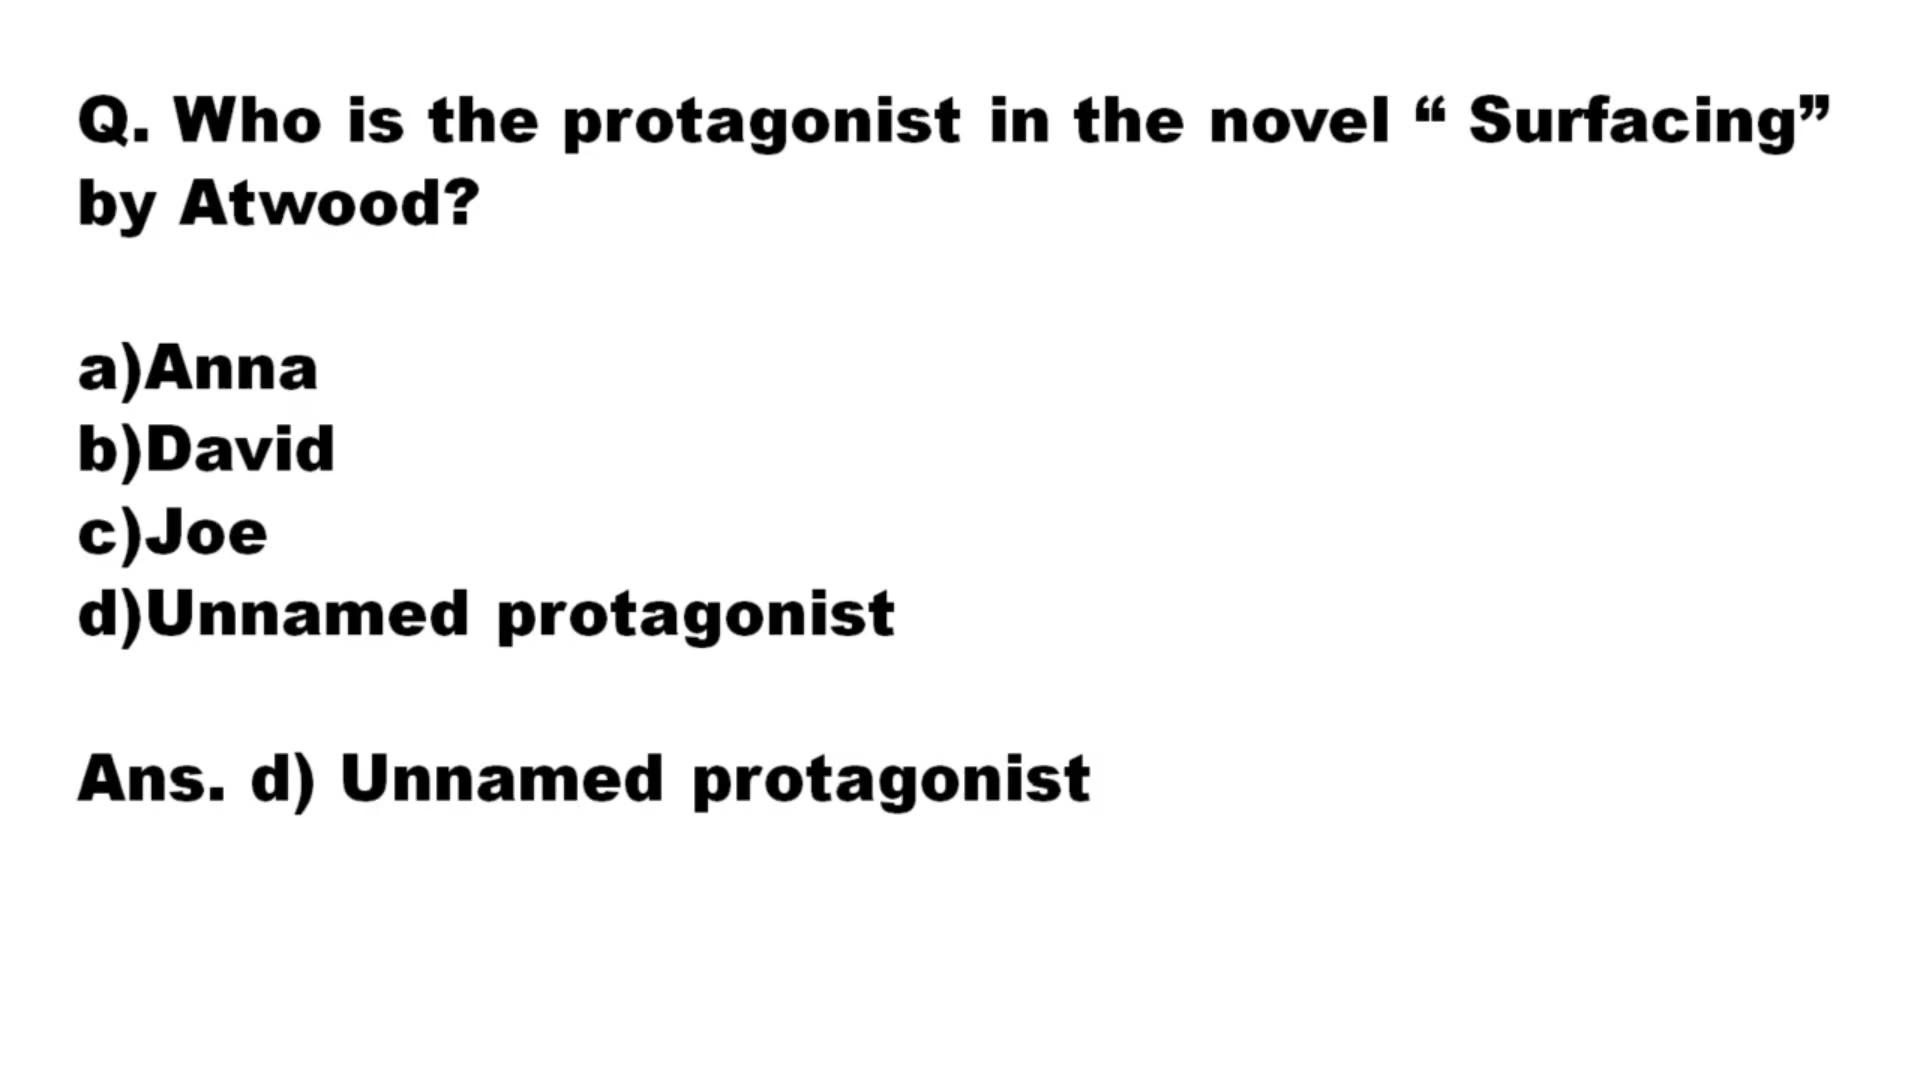 Q. Who is the protagonist in the novel “ Surfacing”
by Atwood?
a)Anna
b)David
c)Joe
d)Unnamed protagonist
Ans. d) Unnamed protagonist